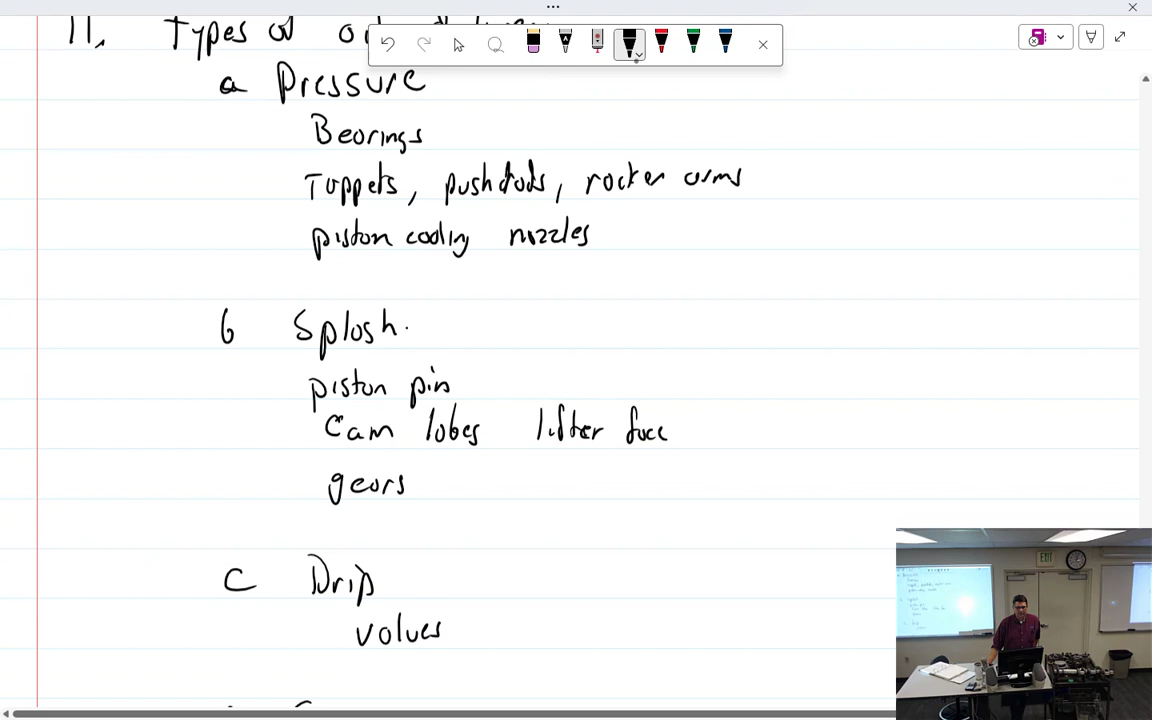 II. Types of
a Pressure
Bearings
Tappets, pushrods, rocker arms
piston cooling nozzles
b Splash.
piston pin
Cam lobes lifter face
gears
C Drip
valves
EXIT